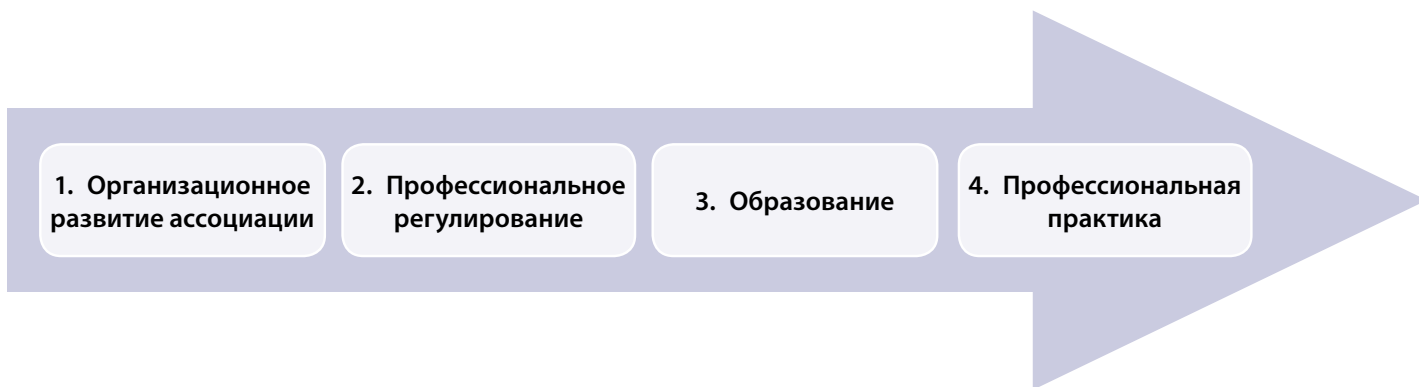 1. Организационное
развитие ассоциации
2. Профессиональное
регулирование
3. Образование
4. Профессиональная
практика